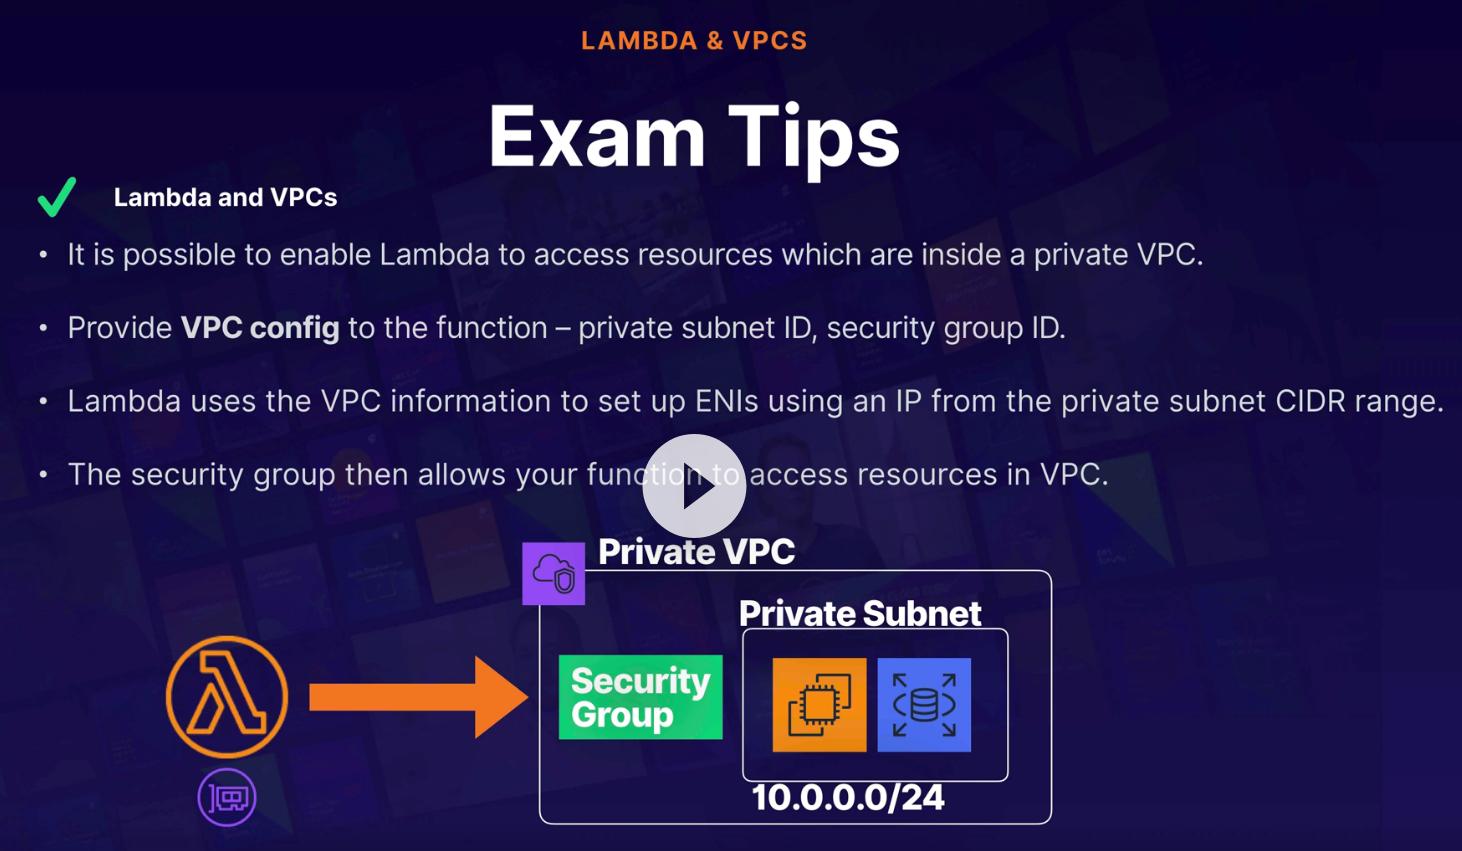 LAMBDA & VPCS
Exam Tips
Lambda and VPCs
• It is possible to enable Lambda to access resources which are inside a private VPC.
• Provide VPC config to the function – private subnet ID, security group ID.
• Lambda uses the VPC information to set up ENIs using an IP from the private subnet CIDR range.
• The security group then allows your function to access resources in VPC.
Private VPC
Private Subnet
Security
Group
10.0.0.0/24